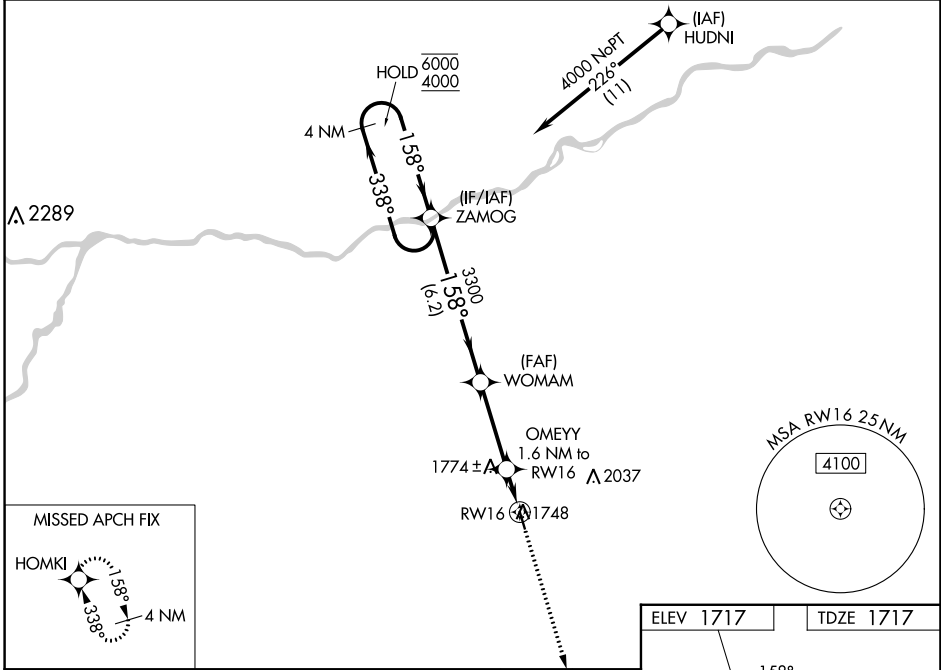 (IAF)
HUDNI
4000 NoPT
226°
(11)
HOLD 6000
4000
4 NM
158°
338°
(IF/IAF)
ZAMOG
2289
3300
158°
(6.2)
(FAF)
WOMAM
OMEYY
1.6 NM to
RW16
1774 ±
2037
RW16
1748
MSA RW16 25 NM
4100
MISSED APCH FIX
HOMKI
158°
338°
4 NM
ELEV 1717
TDZE 1717